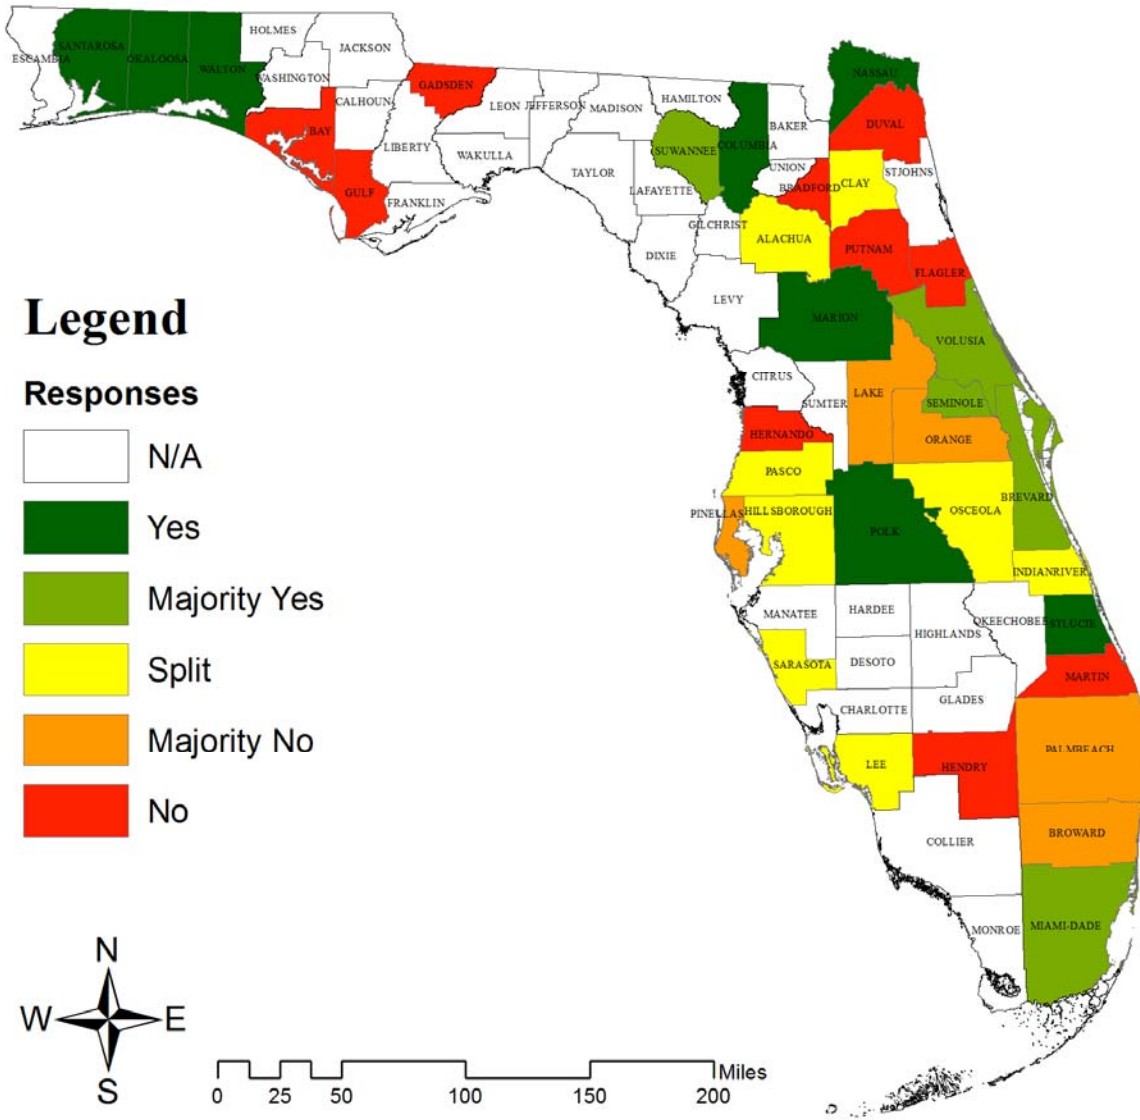 HOLMES
JACKSON
SANTAROSA
OKALOOSA
WALTON
ESCAMBIA
WASHINGTON
GADSDEN
CALHOUN
LEON
JEFFERSON
MADISON
HAMILTON
NASSAU
BAY
LIBERTY
WAKULLA
TAYLOR
SUWANNEE
COLUMBIA
BAKER
DUVAL
GULF
FRANKLIN
LAFAYETTE
UNION
BRADFORD
CLAY
STJOHNS
GILCHRIST
ALACHUA
PUTNAM
DIXIE
FLAGLER
LEVY
MARION
VOLUSIA
CITRUS
SUMTER
LAKE
SEMINOLE
HERNANDO
ORANGE
PASCO
BREVARD
PINELLAS
HILLSBOROUGH
POLK
OSCEOLA
INDIANRIVER
MANATEE
HARDEE
HIGHLANDS
OKEECHOBEE
STLUCIE
SARASOTA
DESOTO
MARTIN
CHARLOTTE
GLADES
LEE
HENDRY
PALMBEACH
COLLIER
BROWARD
MONROE
MIAMI-DADE
Legend
Responses
N/A
Yes
Majority Yes
Split
Majority No
No
N
W E
S
0 25 50 100 150 200 Miles